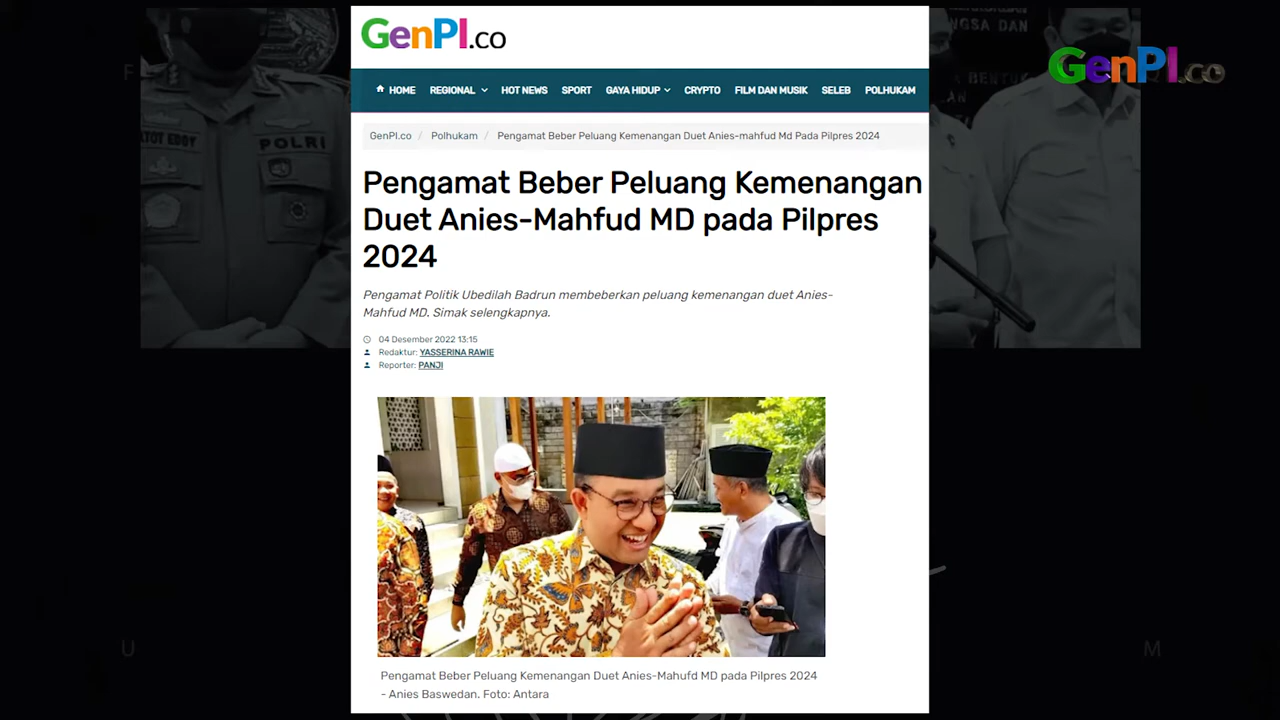 GenPI.co
GenPI.co
HOME REGIONAL HOT NEWS SPORT GAYA HIDUP CRYPTO FILM DAN MUSIK SELEB POLHUKAM
GenPI.co / Polhukam / Pengamat Beber Peluang Kemenangan Duet Anies-mahfud Md Pada Pilpres 2024
Pengamat Beber Peluang Kemenangan
Duet Anies-Mahfud MD pada Pilpres
2024
Pengamat Politik Ubedilah Badrun membeberkan peluang kemenangan duet Anies-
Mahfud MD. Simak selengkapnya.
04 Desember 2022 13:15
Redaktur: YASSERINA RAWIE
Reporter: PANJI
Pengamat Beber Peluang Kemenangan Duet Anies-Mahufd MD pada Pilpres 2024
- Anies Baswedan. Foto: Antara
EDDY
POLRI
DAN
F
U
M